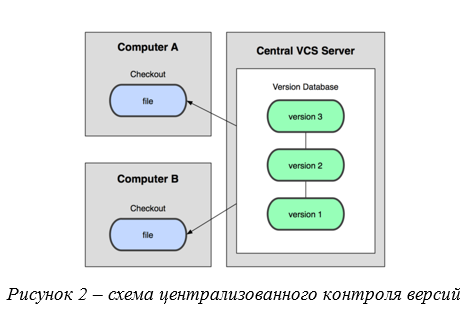 Computer A
Checkout
file
Computer B
Checkout
file
Central VCS Server
Version Database
version 3
version 2
version 1
Рисунок 2 – схема централизованного контроля версий